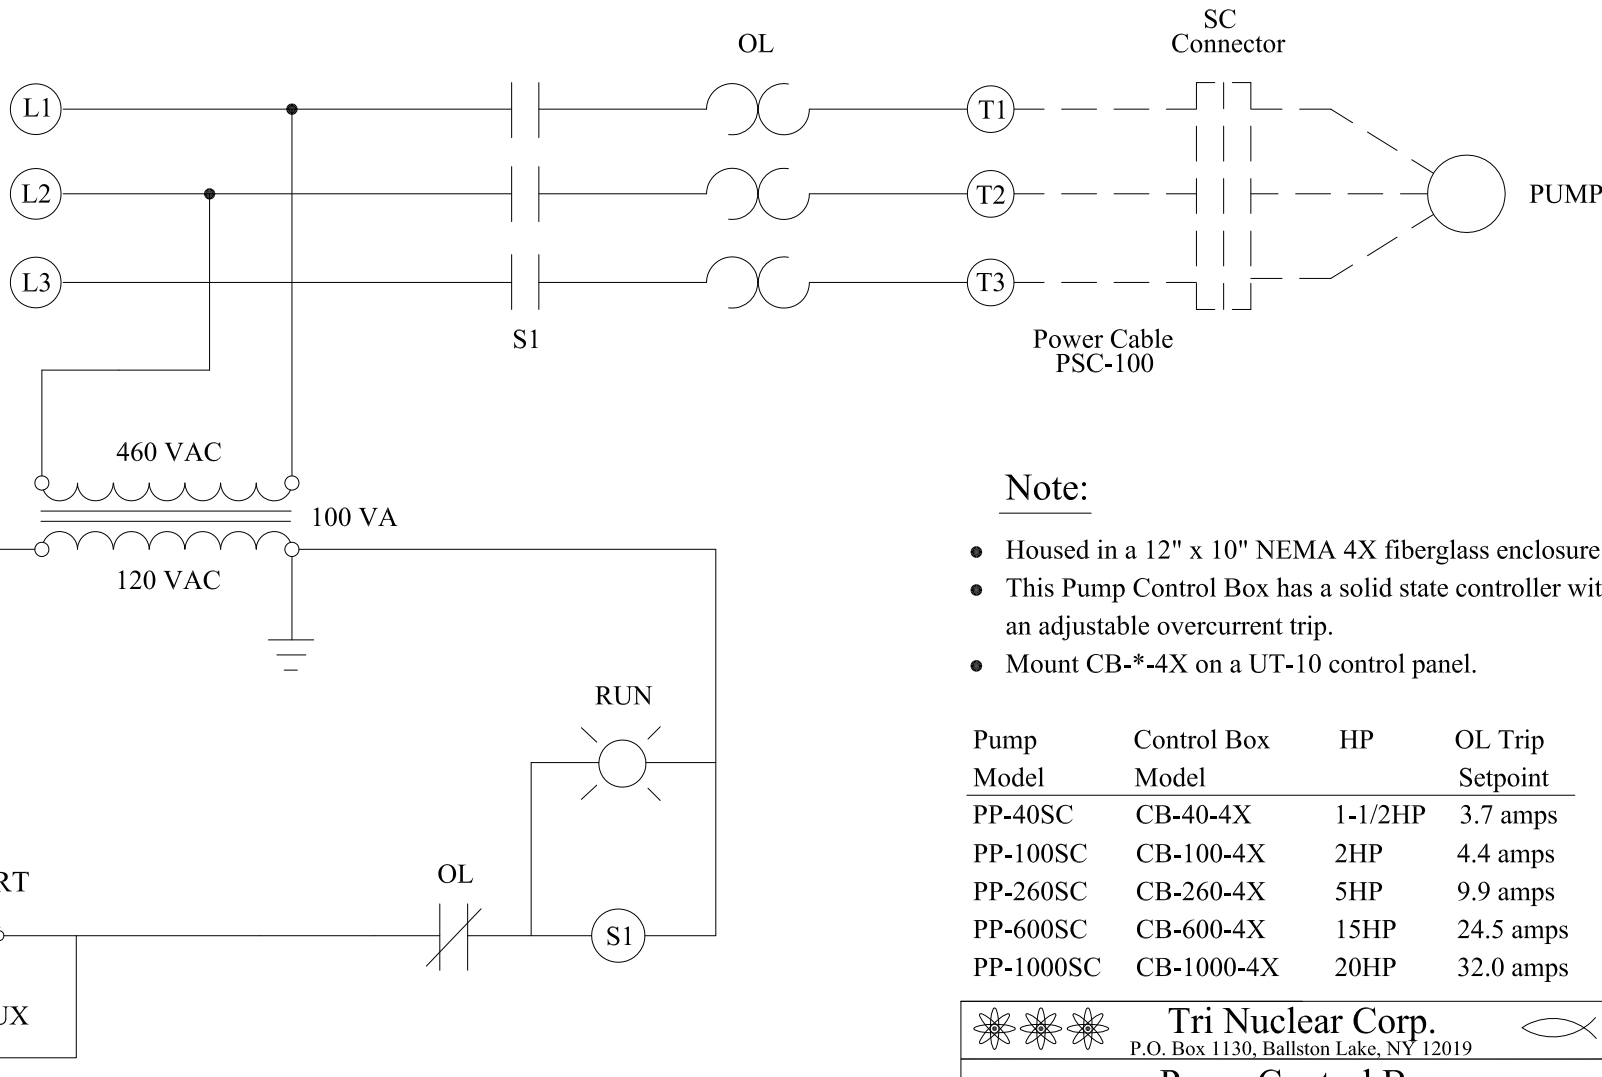 SC
Connector
OL
L1
T1
L2
T2
PUMP
L3
T3
S1
Power Cable
PSC-100
460 VAC
100 VA
120 VAC
Note:
Housed in a 12" x 10" NEMA 4X fiberglass enclosure
This Pump Control Box has a solid state controller wit
an adjustable overcurrent trip.
Mount CB-*-4X on a UT-10 control panel.
RUN
OL
S1
RT
UX
Pump Control Box HP OL Trip
Model Model Setpoint
PP-40SC CB-40-4X 1-1/2HP 3.7 amps
PP-100SC CB-100-4X 2HP 4.4 amps
PP-260SC CB-260-4X 5HP 9.9 amps
PP-600SC CB-600-4X 15HP 24.5 amps
PP-1000SC CB-1000-4X 20HP 32.0 amps
Tri Nuclear Corp.
P.O. Box 1130, Ballston Lake, NY 12019